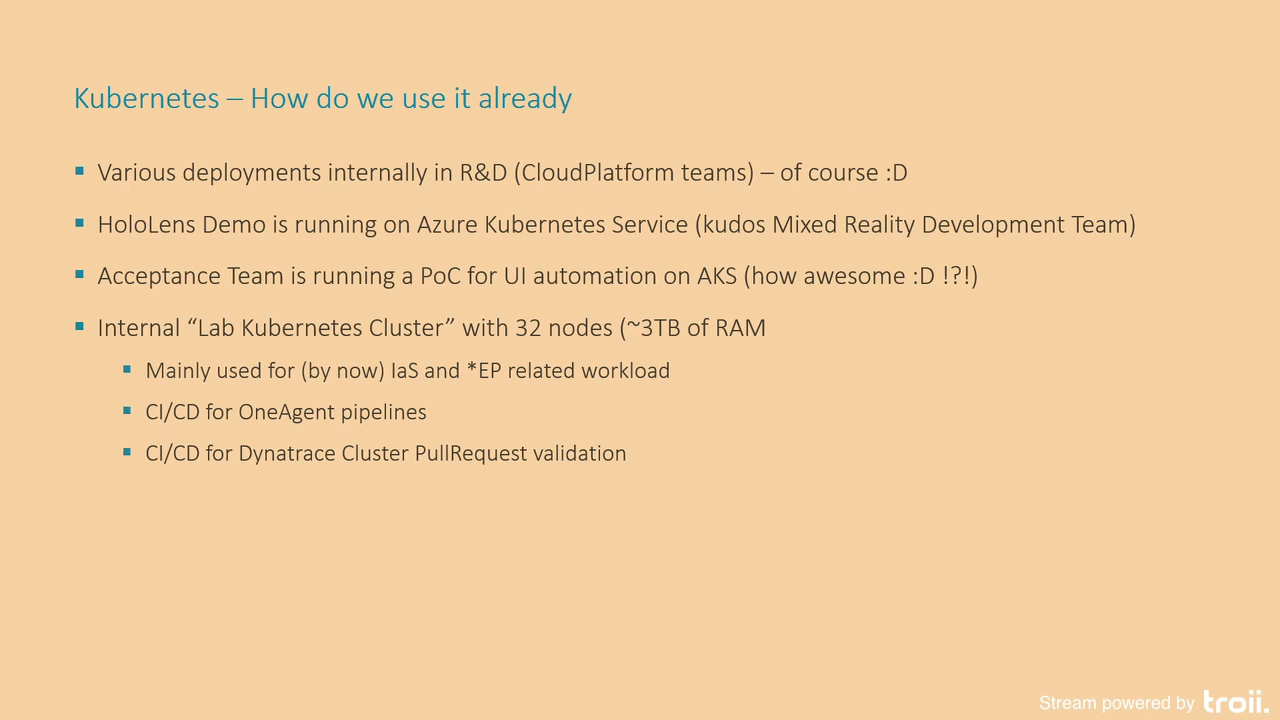 Kubernetes – How do we use it already
▪ Various deployments internally in R&D (CloudPlatform teams) – of course :D
▪ HoloLens Demo is running on Azure Kubernetes Service (kudos Mixed Reality Development Team)
▪ Acceptance Team is running a PoC for UI automation on AKS (how awesome :D !?!)
▪ Internal “Lab Kubernetes Cluster” with 32 nodes (~3TB of RAM
▪ Mainly used for (by now) IaS and *EP related workload
▪ CI/CD for OneAgent pipelines
▪ CI/CD for Dynatrace Cluster PullRequest validation
Stream powered by troii.